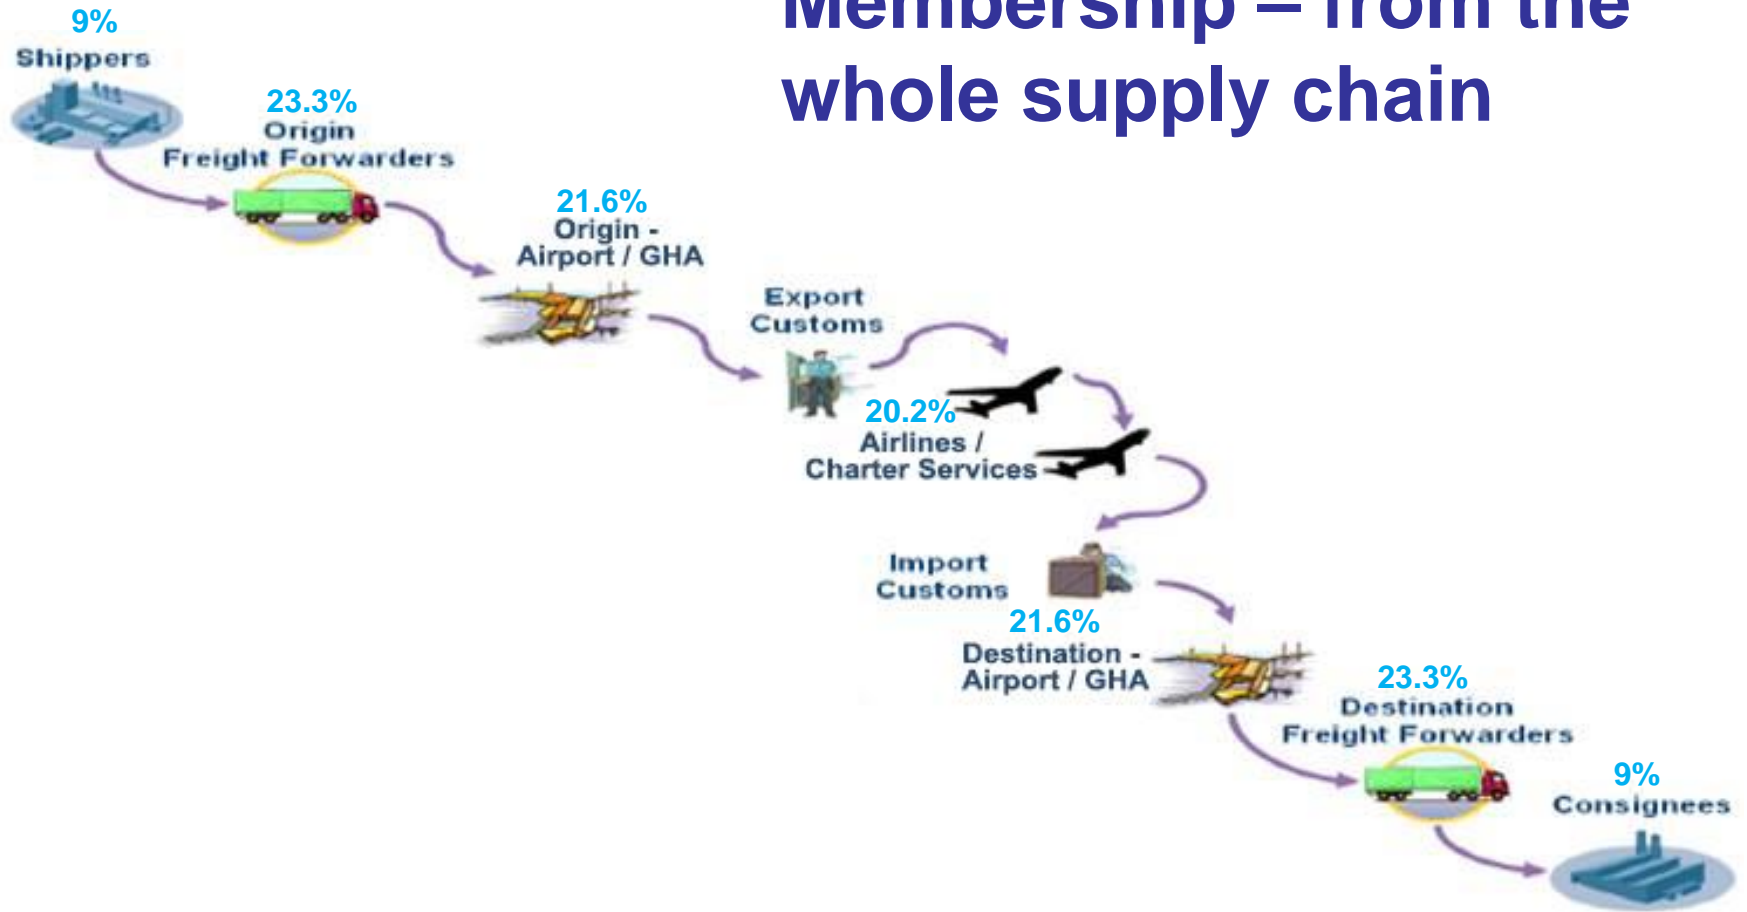 Membership – from the
whole supply chain
9%
Shippers
23.3%
Origin
Freight Forwarders
21.6%
Origin -
Airport / GHA
Export
Customs
20.2%
Airlines /
Charter Services
Import
Customs
21.6%
Destination -
Airport / GHA
23.3%
Destination
Freight Forwarders
9%
Consignees